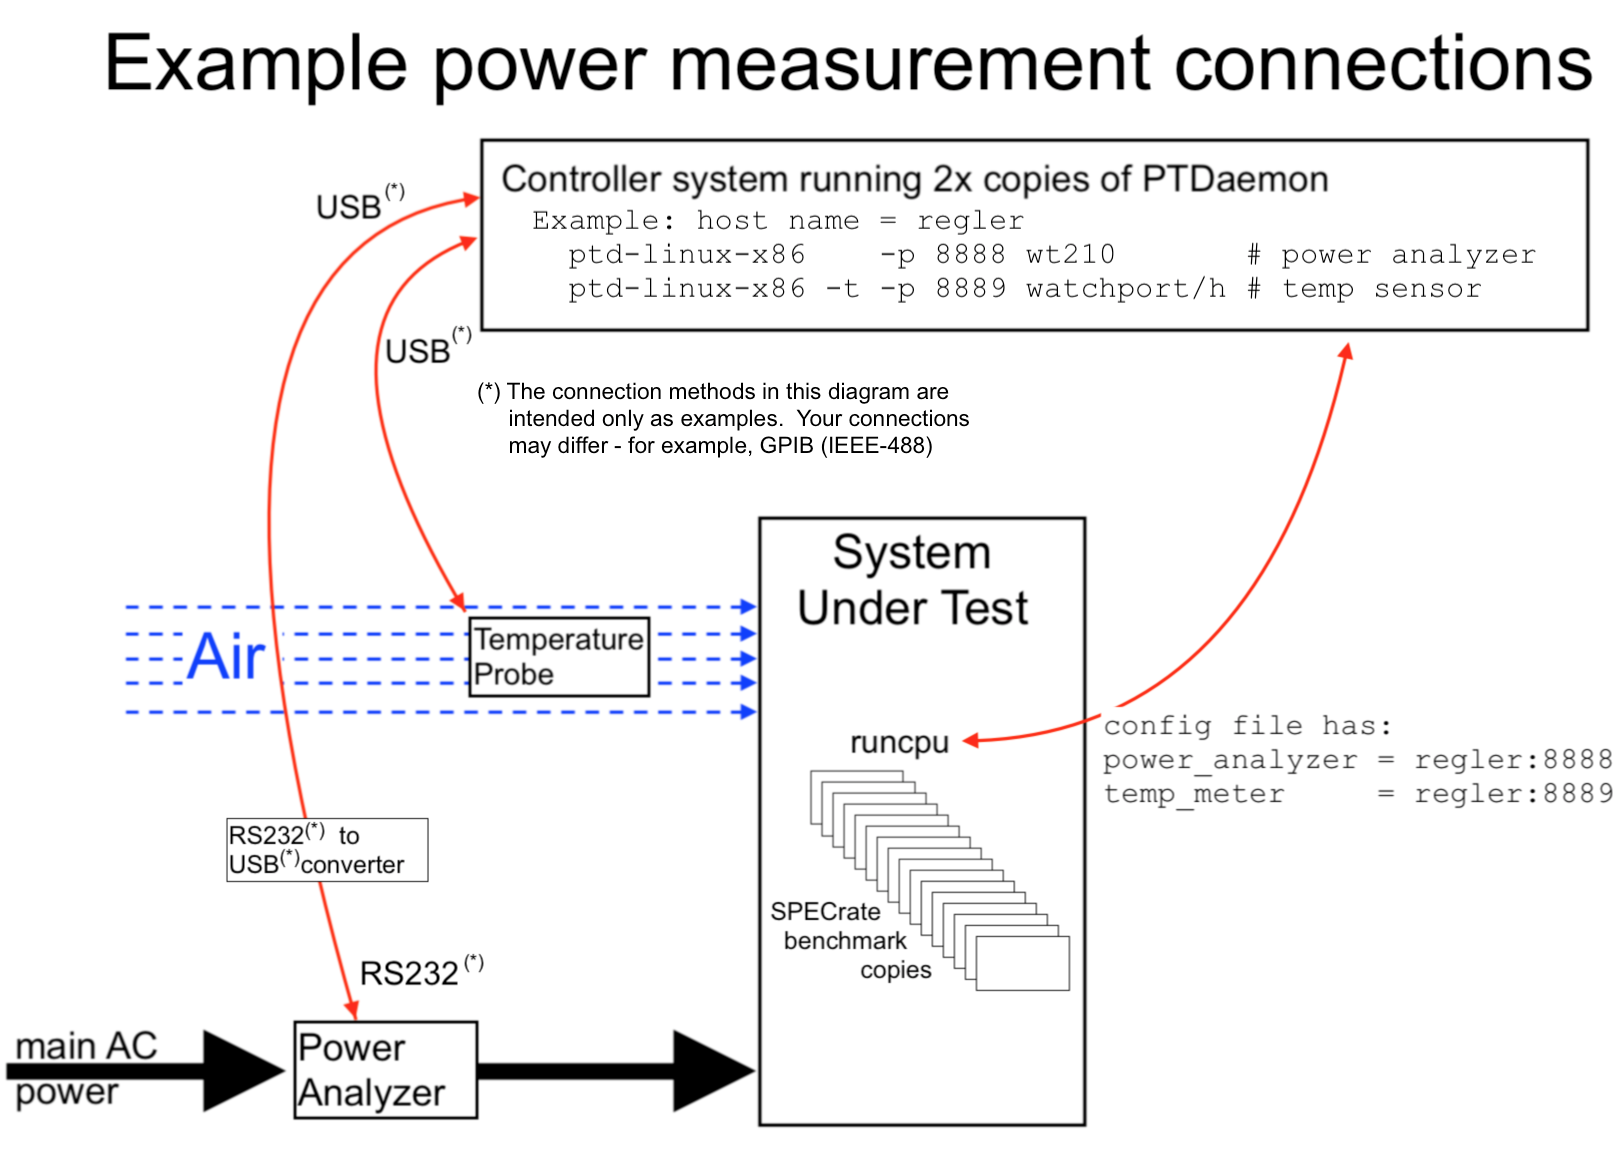 Example power measurement connections
USB(*)
Controller system running 2x copies of PTDaemon
Example: host name = regler
ptd-linux-x86    -p 8888 wt210       # power analyzer
ptd-linux-x86 -t -p 8889 watchport/h # temp sensor
USB(*)
(*) The connection methods in this diagram are
intended only as examples.  Your connections
may differ - for example, GPIB (IEEE-488)
System
Under Test
Air
Temperature
Probe
runcpu
config file has:
power_analyzer = regler:8888
temp_meter     = regler:8889
RS232(*) to
USB(*)converter
SPECrate
benchmark
copies
RS232(*)
main AC
power
Power
Analyzer